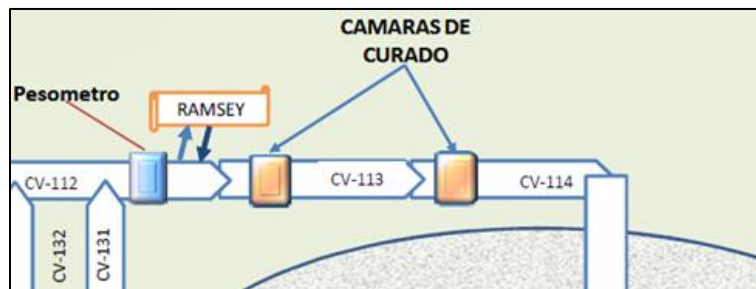 CAMARAS DE
CURADO
Pesometro
RAMSEY
CV-112
CV-113
CV-114
CV-132
CV-131